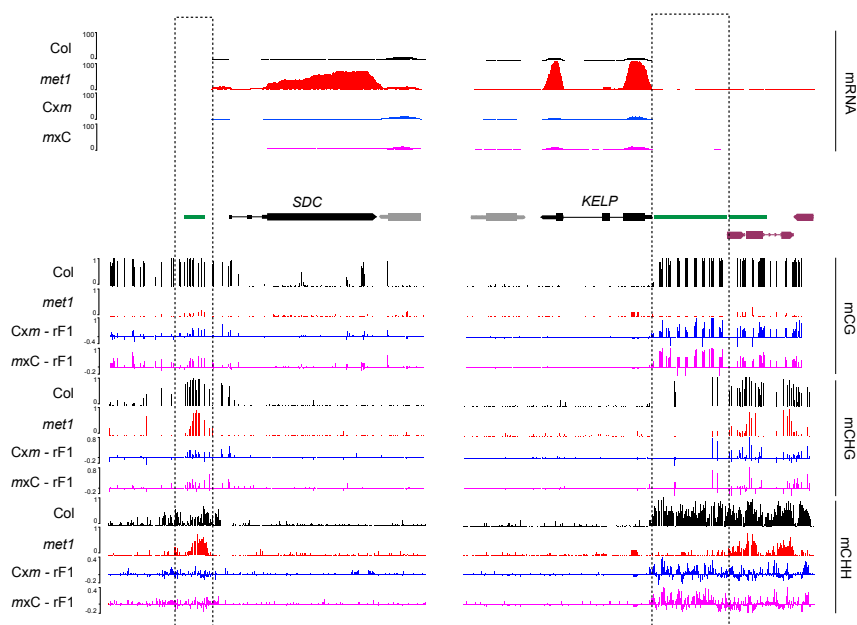 Col
100
0
met1
100
0
Cxm
100
0
mxC
100
0
mRNA
SDC
KELP
Col
1
0
met1
1
0
Cxm - rF1
1
-0.4
mxC - rF1
1
-0.2
mCG
Col
1
0
met1
1
0
Cxm - rF1
0.8
-0.2
mxC - rF1
0.8
-0.2
mCHG
Col
1
0
met1
1
0
Cxm - rF1
0.4
-0.2
mxC - rF1
0.4
-0.2
mCHH